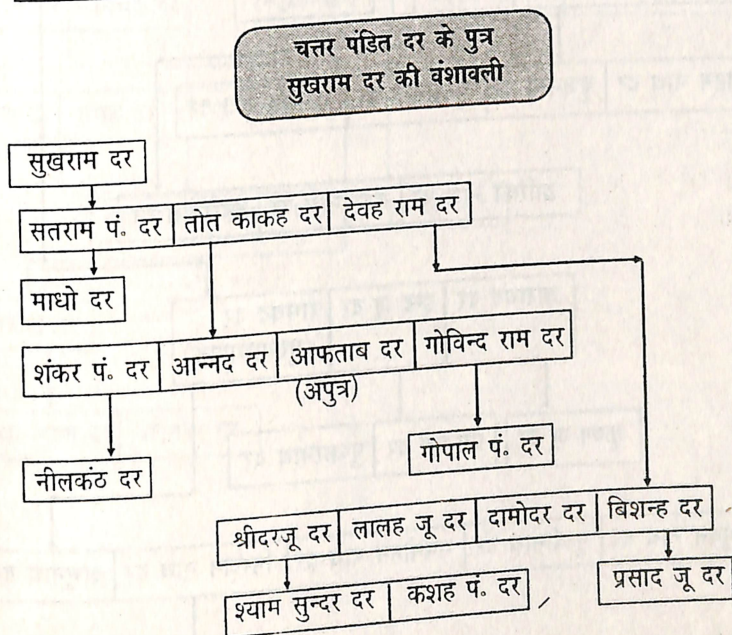 चत्तर पंडित दर के पुत्र
सुखराम दर की वंशावली
सुखराम दर
सतराम पं. दर तोत काकह दर देवह राम दर
माधो दर
शंकर पं. दर आन्नद दर आफताब दर गोविन्द राम दर
(अपुत्र)
गोपाल पं. दर
नीलकंठ दर
श्रीदरजू दर लालह जू दर दामोदर दर बिशन्ह दर
प्रसाद जू दर
श्याम सुन्दर दर कशह पं. दर